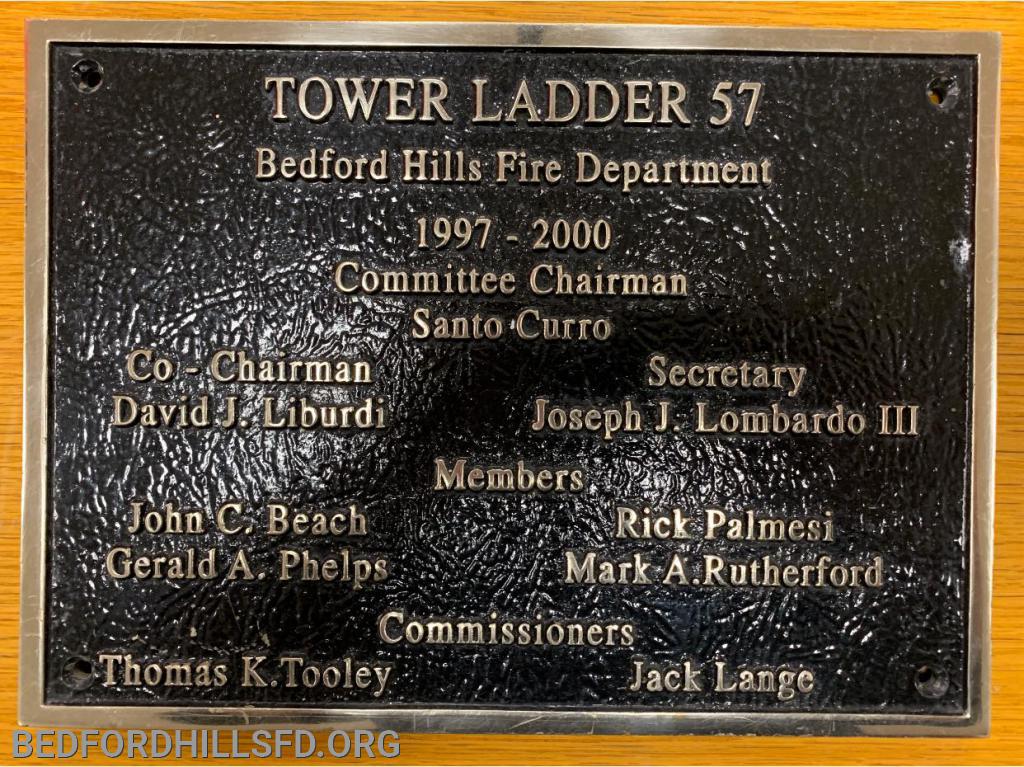 TOWER LADDER 57
Bedford Hills Fire Department
1997 - 2000
Committee Chairman
Santo Curro
Co - Chairman
David J. Liburdi
Secretary
Joseph J. Lombardo III
Members
John C. Beach
Gerald A. Phelps
Rick Palmesi
Mark A.Rutherford
Commissioners
Thomas K.Tooley
Jack Lange
BEDFORDHILLSFD.ORG